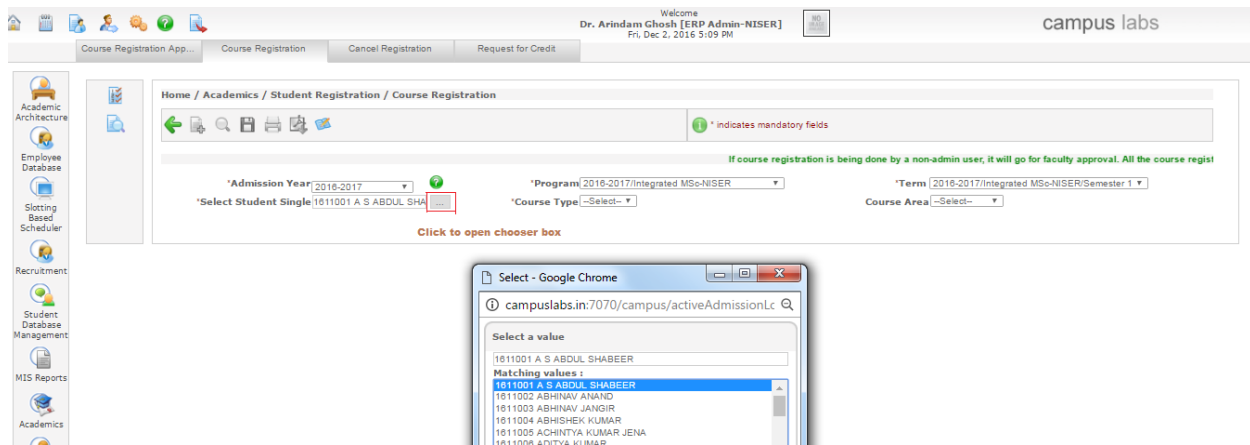 Welcome
Dr. Arindam Ghosh [ERP Admin-NISER]
Fri, Dec 2, 2016 5:09 PM
NO
campus labs
Course Registration App...
Course Registration
Cancel Registration
Request for Credit
Academic
Architecture
Employee
Database
Slotting
Based
Scheduler
Recruitment
Student
Database
Management
MIS Reports
Academics
Home / Academics / Student Registration / Course Registration
* indicates mandatory fields
If course registration is being done by a non-admin user, it will go for faculty approval. All the course regist
*Admission Year 2016-2017
*Program 2016-2017/Integrated MSc-NISER
*Term 2016-2017/Integrated MSc-NISER/Semester 1
*Select Student Single 1611001 A S ABDUL SHA ...
*Course Type --Select--
Course Area --Select--
Click to open chooser box
Select - Google Chrome
campuslabs.in:7070/campus/activeAdmissionLc
Select a value
1611001 A S ABDUL SHABEER
Matching values :
1611001 A S ABDUL SHABEER
1611002 ABHINAV ANAND
1611003 ABHINAV JANGIR
1611004 ABHISHEK KUMAR
1611005 ACHINTYA KUMAR JENA
1611006 ADITYA KUMAR